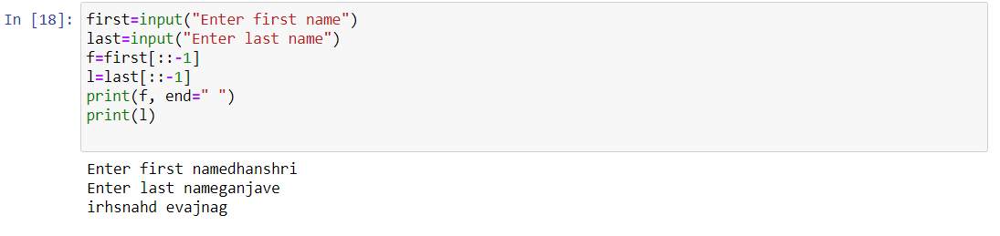 In [18]: first=input("Enter first name")
last=input("Enter last name")
f=first[::-1]
l=last[::-1]
print(f, end=" ")
print(l)
Enter first namedhanshri
Enter last nameganjave
irhsnahd evajnag